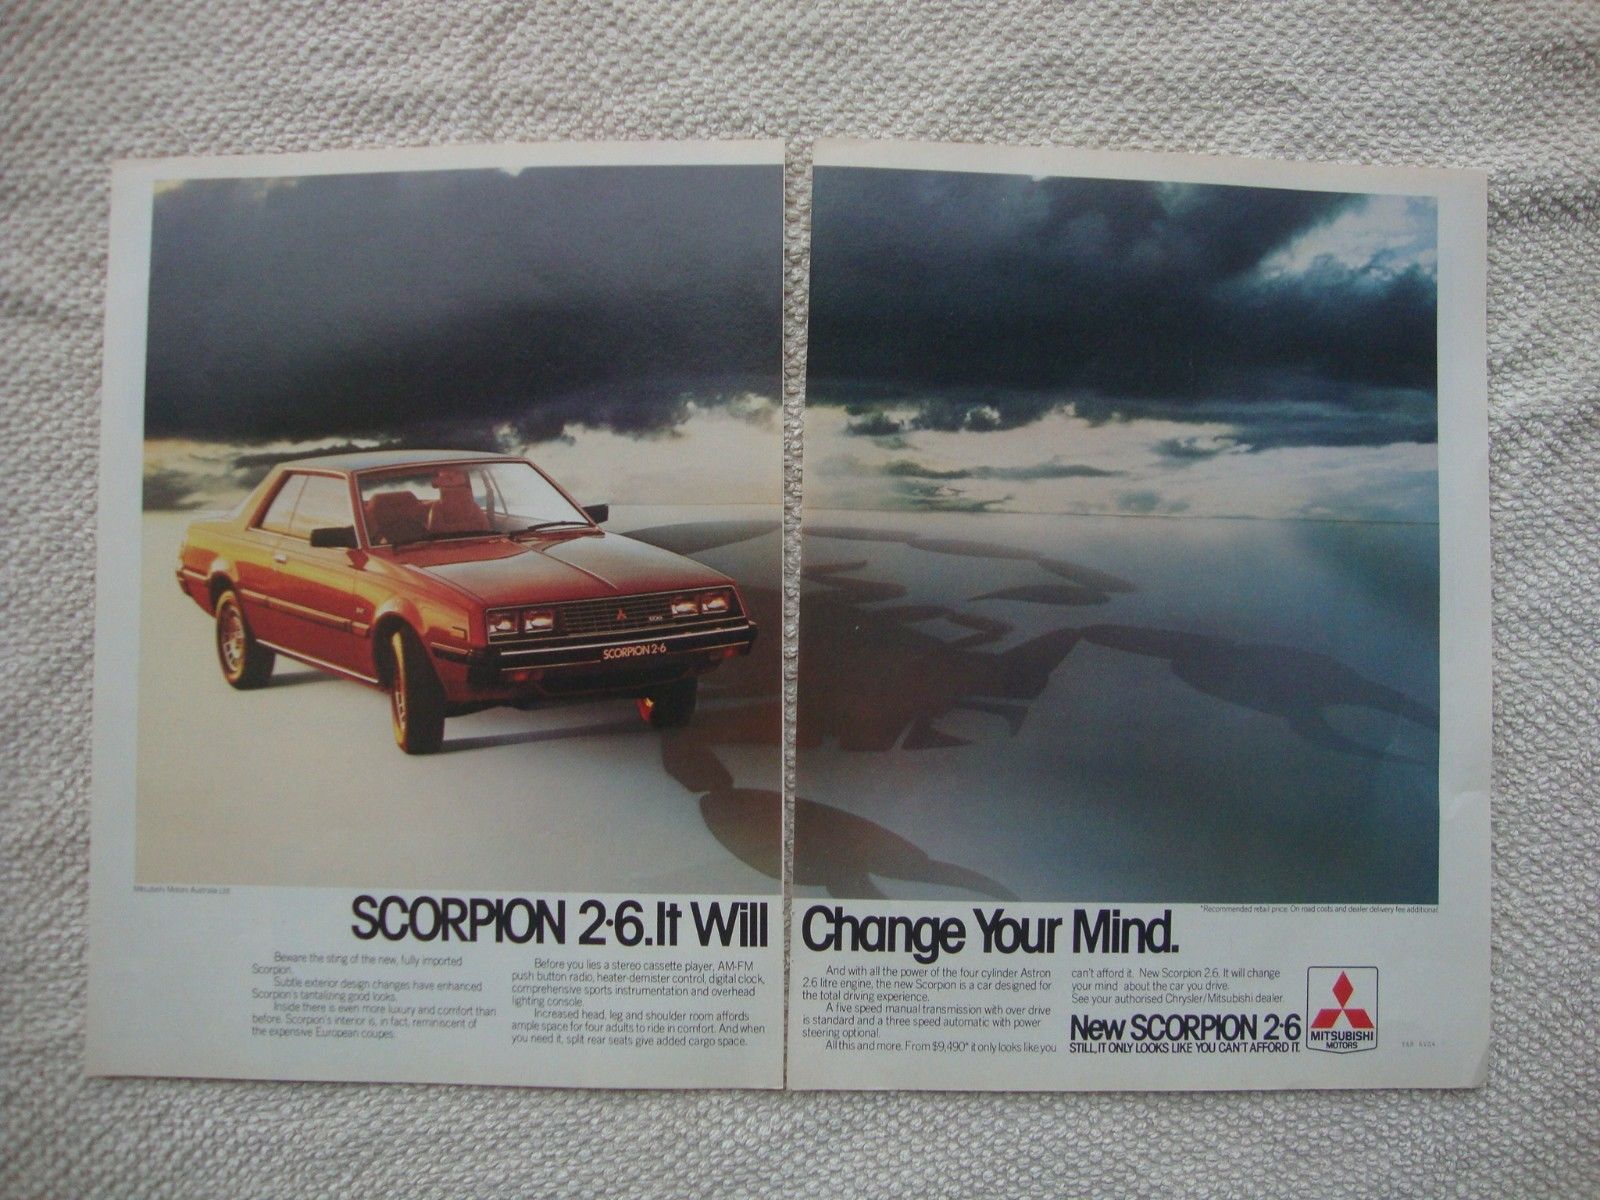 SCORPION 2·6
Mitsubishi Motors Australia Ltd.
*Recommended retail price. On road costs and dealer delivery fee additional
SCORPION 2·6. It Will Change Your Mind.
Beware the sting of the new, fully imported
Scorpion.
Subtle exterior design changes have enhanced
Scorpion's tantalizing good looks.
Inside there is even more luxury and comfort than
before. Scorpion's interior is, in fact, reminiscent of
the expensive European coupes.
Before you lies a stereo cassette player, AM-FM
push button radio, heater-demister control, digital clock,
comprehensive sports instrumentation and overhead
lighting console.
Increased head, leg and shoulder room affords
ample space for four adults to ride in comfort. And when
you need it, split rear seats give added cargo space.
And with all the power of the four cylinder Astron
2.6 litre engine, the new Scorpion is a car designed for
the total driving experience.
A five speed manual transmission with over drive
is standard and a three speed automatic with power
steering optional.
All this and more. From $9,490* it only looks like you
can't afford it. New Scorpion 2.6. It will change
your mind about the car you drive.
See your authorised Chrysler/Mitsubishi dealer.
New SCORPION 2·6
STILL, IT ONLY LOOKS LIKE YOU CAN'T AFFORD IT.
MITSUBISHI
MOTORS